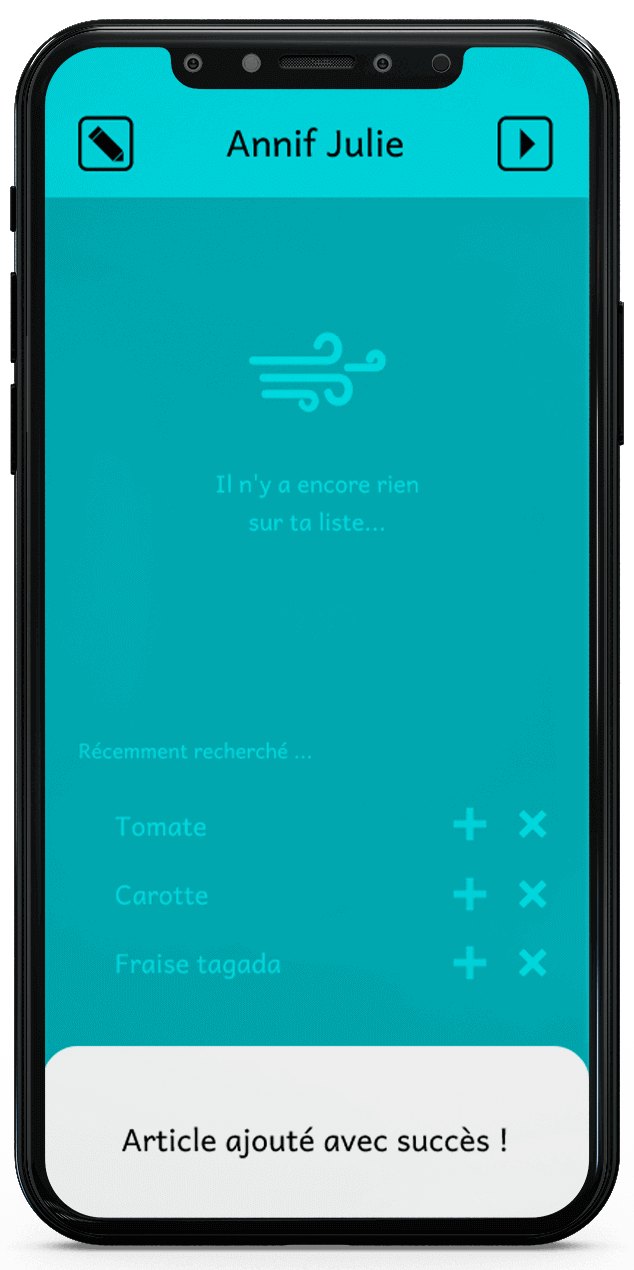 Annif Julie
Il n'y a encore rien
sur ta liste...
Récemment recherché ...
Tomate
Carotte
Fraise tagada
Article ajouté avec succès !